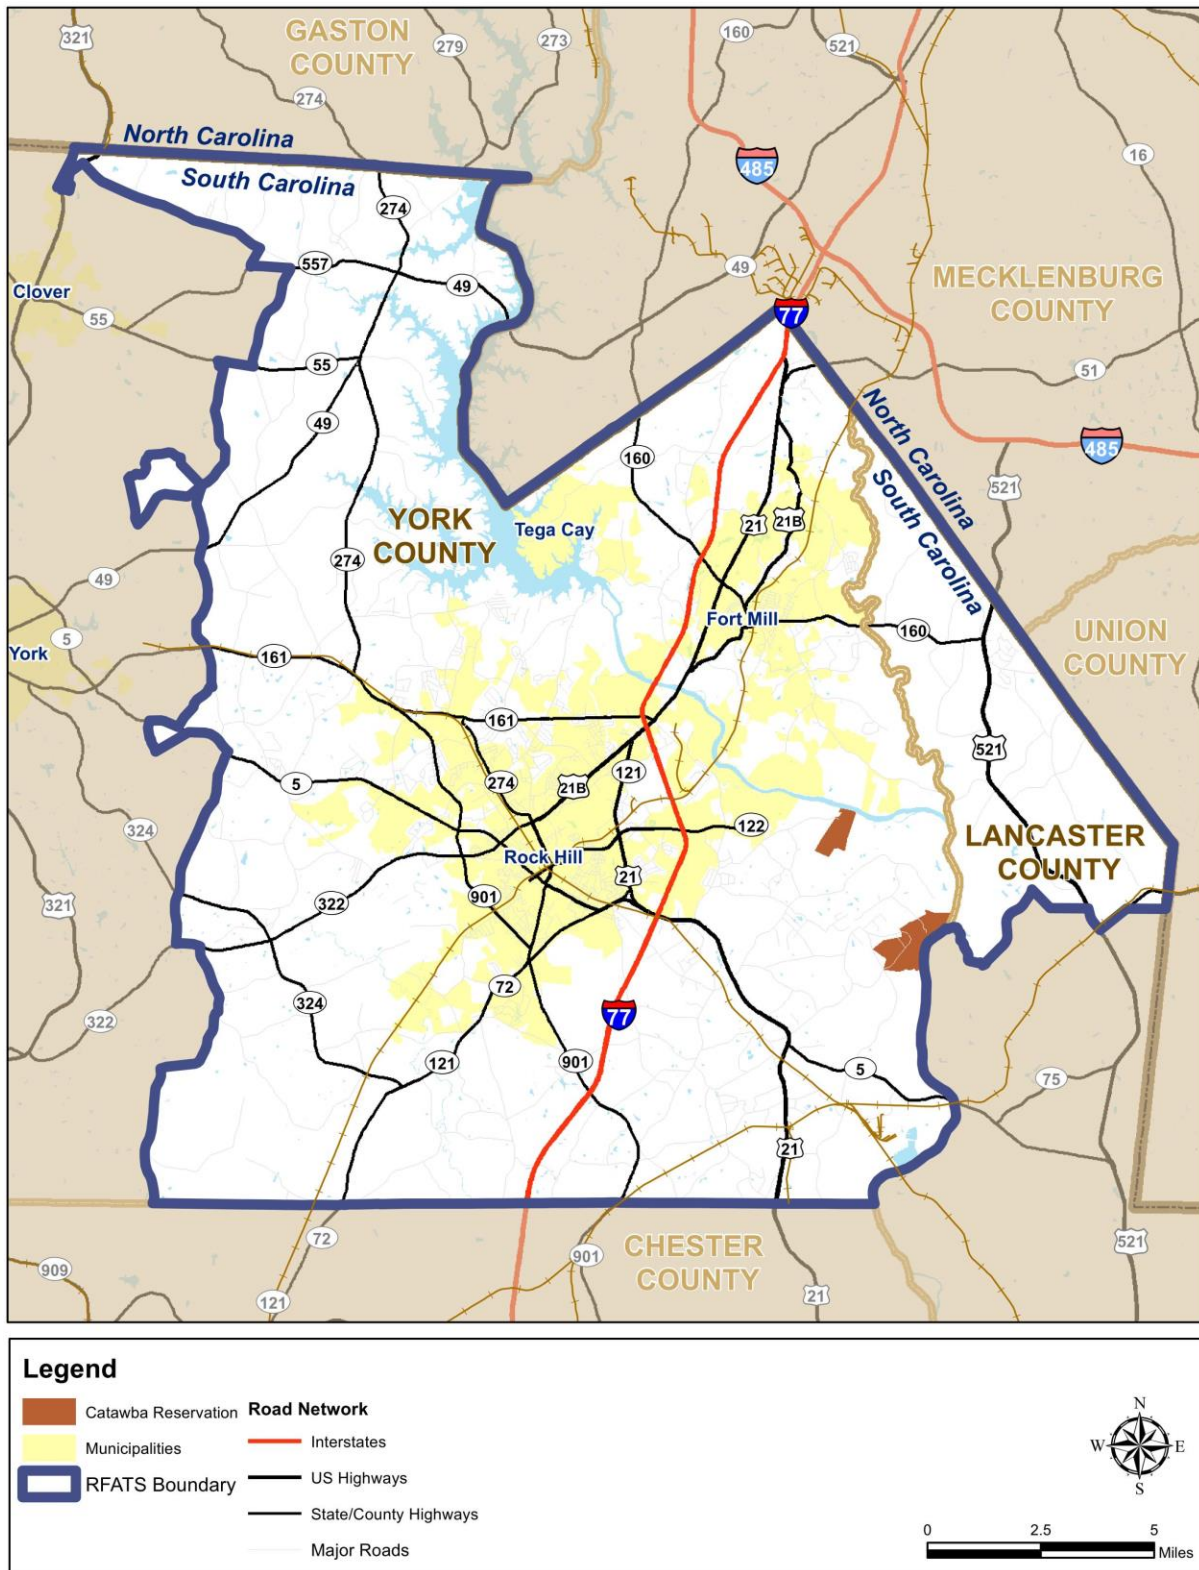 321
GASTON
COUNTY
279
273
160
521
274
North Carolina
South Carolina
485
16
274
557
49
49
MECKLENBURG
COUNTY
Clover
55
77
55
51
49
North Carolina
South Carolina
485
160
521
YORK
COUNTY
Tega Cay
21
21B
274
49
5
York
Fort Mill
160
UNION
COUNTY
161
161
521
5
274
21B
121
122
324
Rock Hill
LANCASTER
COUNTY
21
321
322
901
72
324
77
322
121
901
5
75
21
72
CHESTER
COUNTY
901
521
909
121
21
Legend
Catawba Reservation
Municipalities
RFATS Boundary
Road Network
Interstates
US Highways
State/County Highways
Major Roads
N
W
E
S
0
2.5
5
Miles